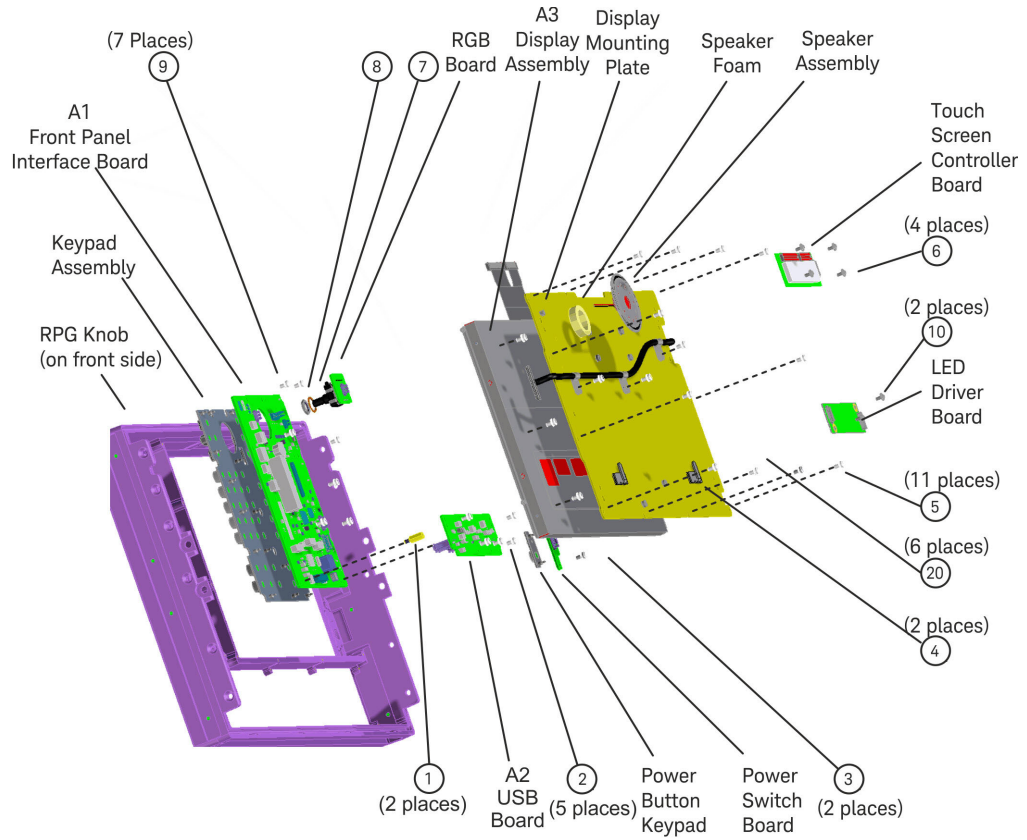 (7 Places)
9
8
7
RGB
Board
A3
Display
Assembly
Display
Mounting
Plate
Speaker
Foam
Speaker
Assembly
A1
Front Panel
Interface Board
Touch
Screen
Controller
Board
Keypad
Assembly
(4 places)
6
RPG Knob
(on front side)
(2 places)
10
LED
Driver
Board
(11 places)
5
(6 places)
20
(2 places)
4
1
(2 places)
A2
USB
Board
2
(5 places)
Power
Button
Keypad
Power
Switch
Board
3
(2 places)